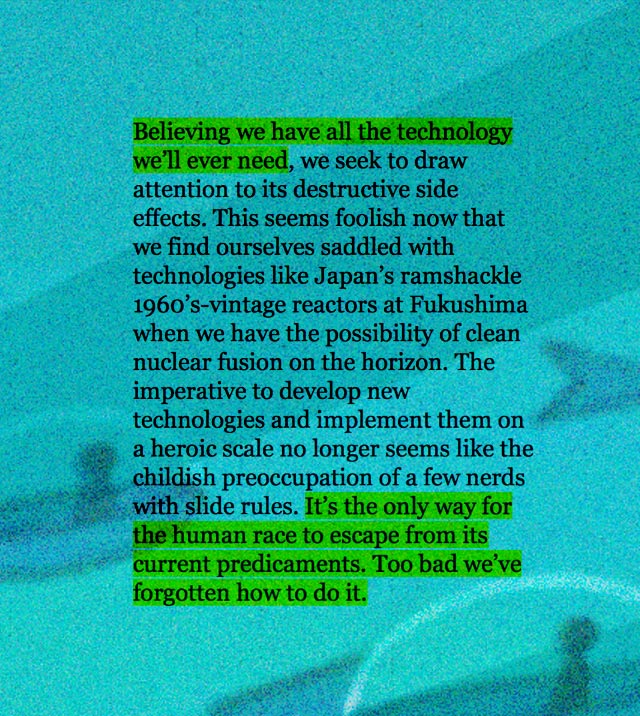 Believing we have all the technology
we’ll ever need, we seek to draw
attention to its destructive side
effects. This seems foolish now that
we find ourselves saddled with
technologies like Japan’s ramshackle
1960’s-vintage reactors at Fukushima
when we have the possibility of clean
nuclear fusion on the horizon. The
imperative to develop new
technologies and implement them on
a heroic scale no longer seems like the
childish preoccupation of a few nerds
with slide rules. It’s the only way for
the human race to escape from its
current predicaments. Too bad we’ve
forgotten how to do it.